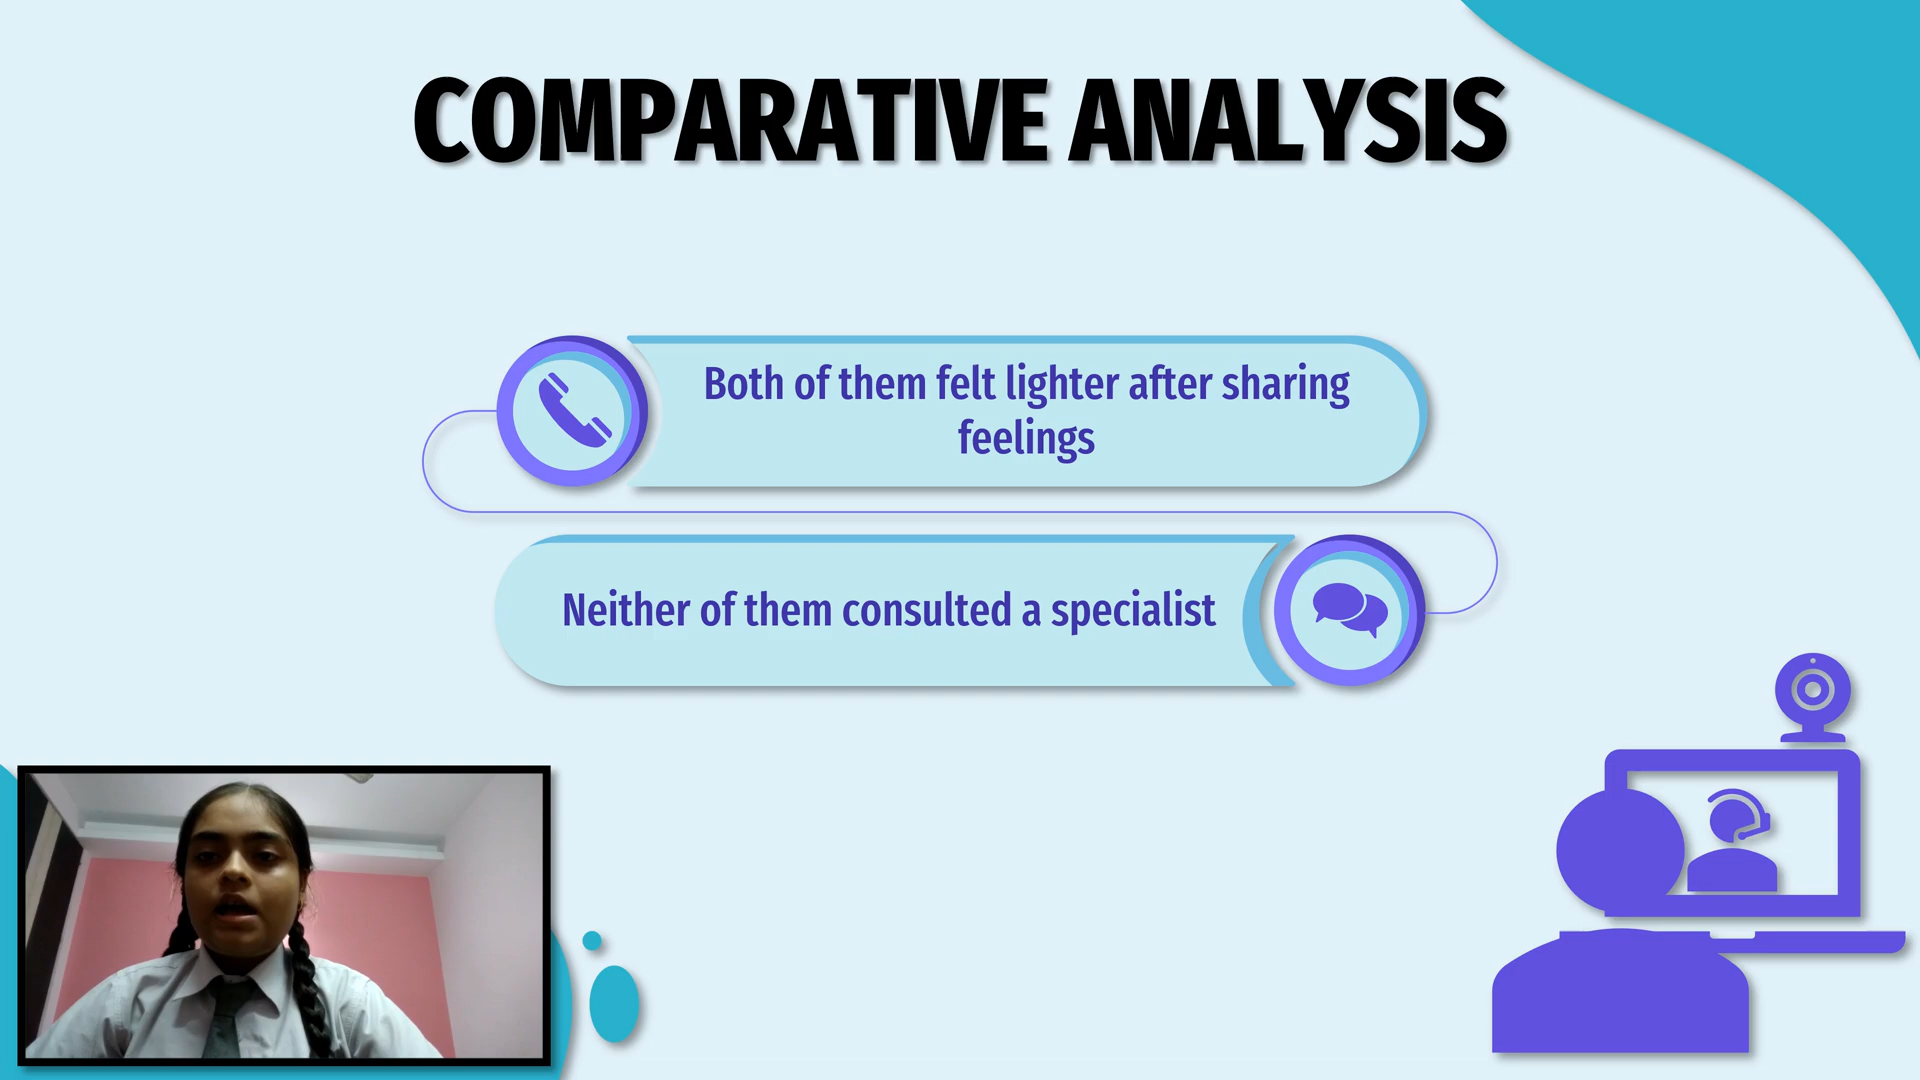 COMPARATIVE ANALYSIS
Both of them felt lighter after sharing
feelings
Neither of them consulted a specialist